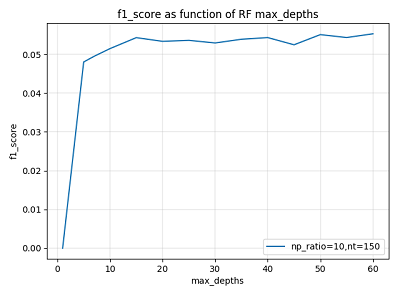 f1_score as function of RF max_depths
0.05
0.04
0.03
0.02
0.01
0.00
f1_score
0 10 20 30 40 50 60
max_depths
np_ratio=10,nt=150